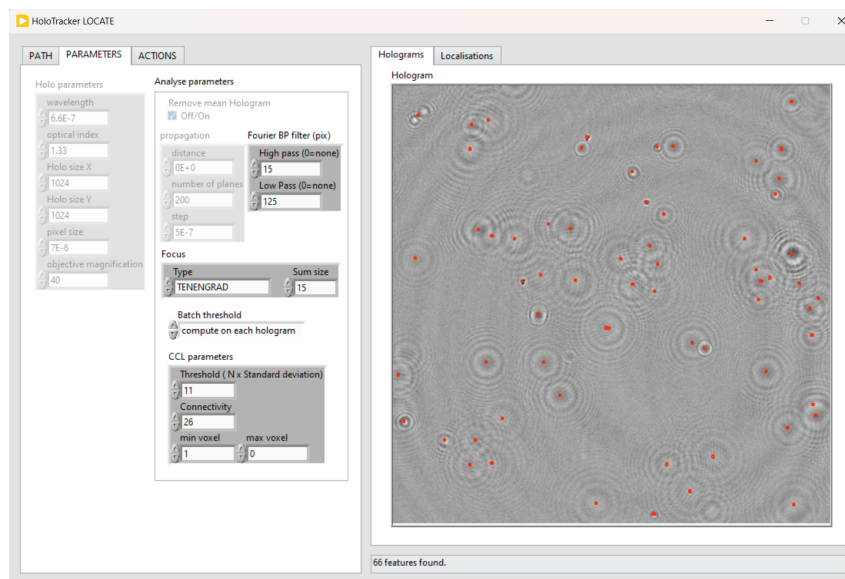 HoloTracker LOCATE
PATH PARAMETERS ACTIONS
Holo parameters
wavelength
6.6E-7
optical index
1.33
Holo size X
1024
Holo size Y
1024
pixel size
7E-6
objective magnification
40
Analyse parameters
Remove mean Hologram
Off/On
propagation
distance
0E+0
number of planes
200
step
5E-7
Fourier BP filter (pix)
High pass (0=none)
15
Low Pass (0=none)
125
Focus
Type Sum size
TENENGRAD 15
Batch threshold
compute on each hologram
CCL parameters
Threshold ( N x Standard deviation)
11
Connectivity
26
min voxel max voxel
1 0
Holograms Localisations
Hologram
66 features found.